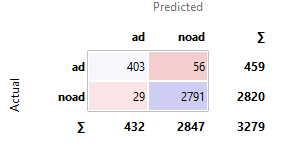 Predicted
ad noad Σ
ad 403 56 459
noad 29 2791 2820
Σ 432 2847 3279
Actual